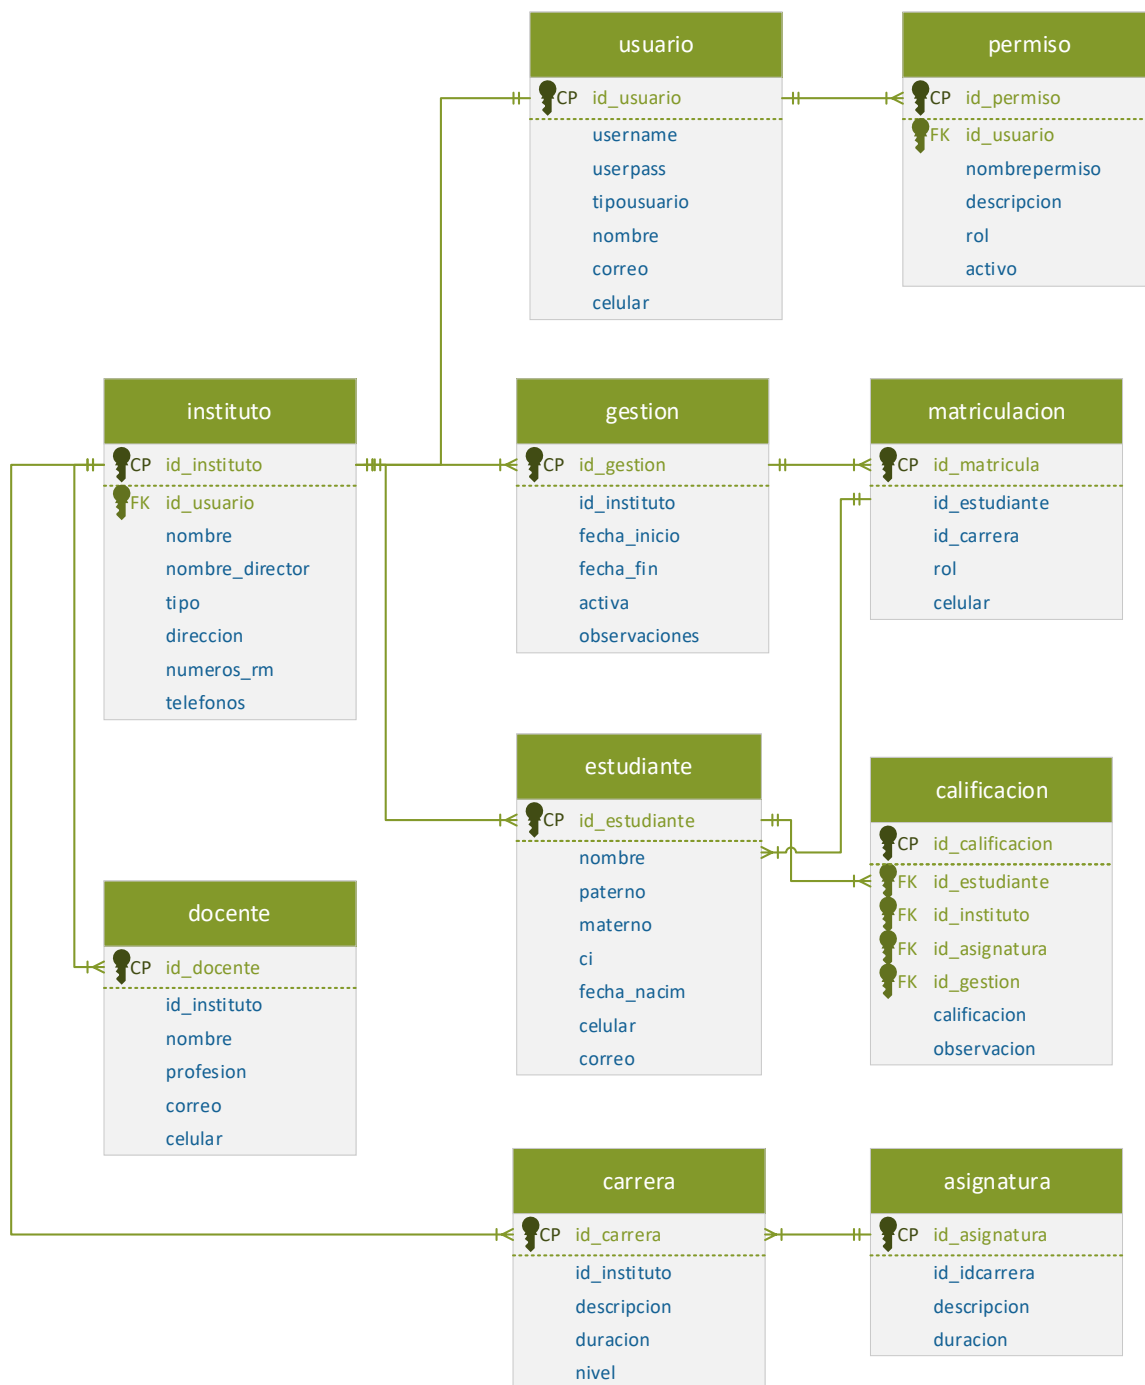 usuario
CP id_usuario
username
userpass
tipousuario
nombre
correo
celular
permiso
CP id_permiso
FK id_usuario
nombrepermiso
descripcion
rol
activo
instituto
CP id_instituto
FK id_usuario
nombre
nombre_director
tipo
direccion
numeros_rm
telefonos
gestion
CP id_gestion
id_instituto
fecha_inicio
fecha_fin
activa
observaciones
matriculacion
CP id_matricula
id_estudiante
id_carrera
rol
celular
estudiante
CP id_estudiante
nombre
paterno
materno
ci
fecha_nacim
celular
correo
calificacion
CP id_calificacion
FK id_estudiante
FK id_instituto
FK id_asignatura
FK id_gestion
calificacion
observacion
docente
CP id_docente
id_instituto
nombre
profesion
correo
celular
carrera
CP id_carrera
id_instituto
descripcion
duracion
nivel
asignatura
CP id_asignatura
id_idcarrera
descripcion
duracion